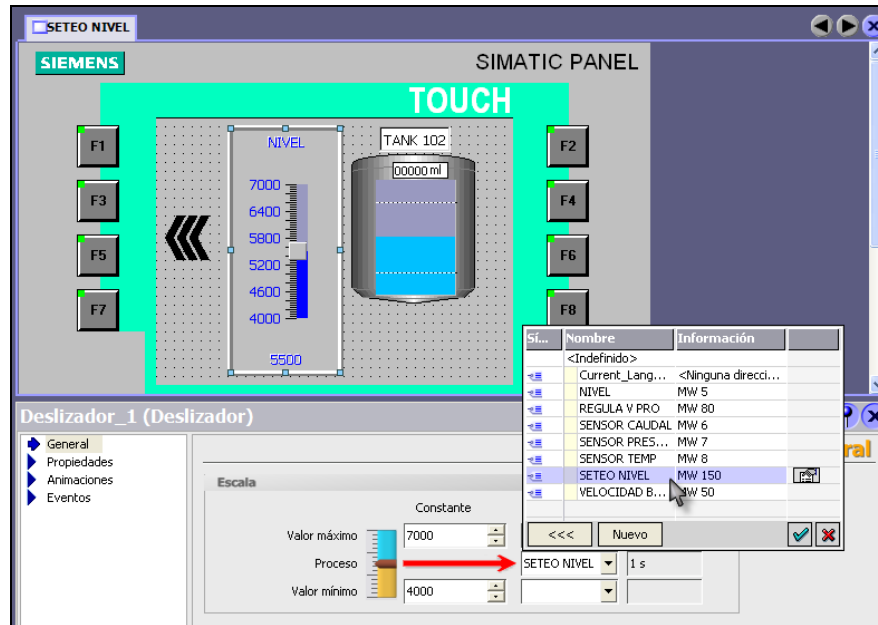 SETEO NIVEL
SIEMENS
SIMATIC PANEL
TOUCH
F1
F3
F5
F7
NIVEL
7000
6400
5800
5200
4600
4000
5500
TANK 102
00000 ml
F2
F4
F6
F8
Sí... Nombre Información
<Indefinido>
Current_Lang... <Ninguna direcci...
NIVEL MW 5
REGULA V PRO MW 80
SENSOR CAUDAL MW 6
SENSOR PRES... MW 7
SENSOR TEMP MW 8
SETEO NIVEL MW 150
VELOCIDAD B... MW 50
<<< Nuevo
Deslizador_1 (Deslizador)
General
Propiedades
Animaciones
Eventos
Escala
Constante
Valor máximo 7000
Proceso SETEO NIVEL 1 s
Valor mínimo 4000